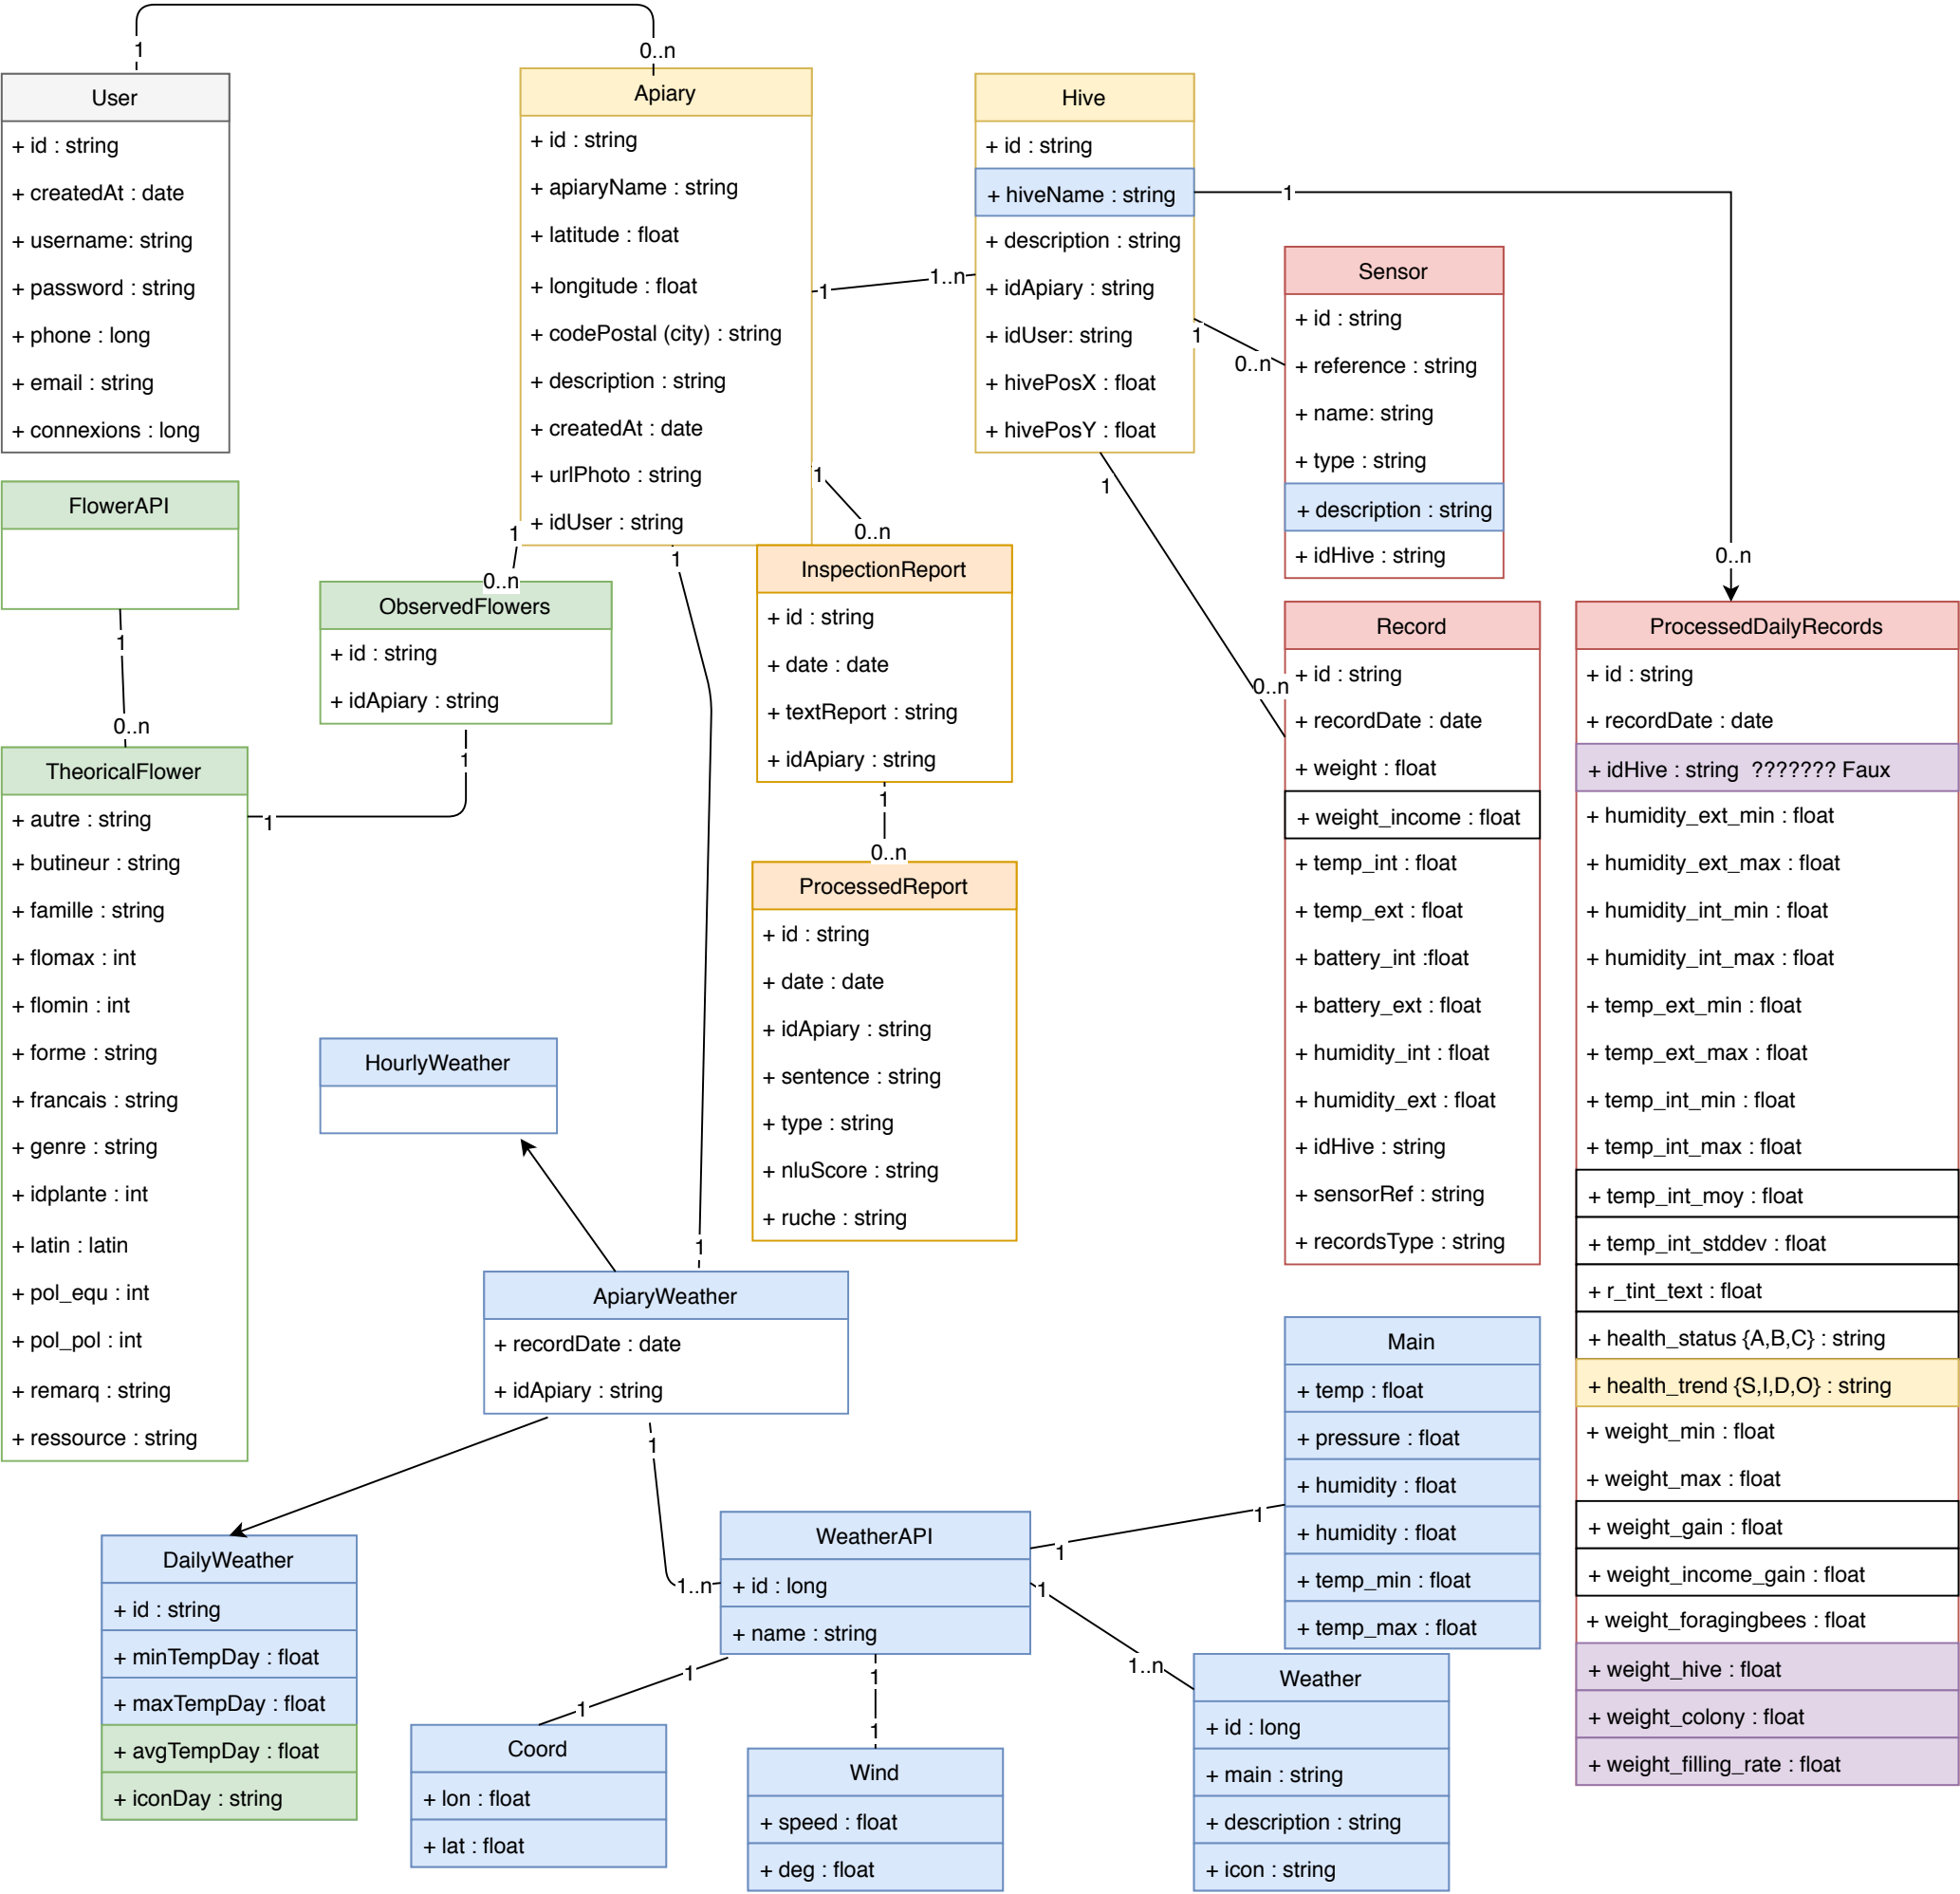 1
0..n
User
+ id : string
+ createdAt : date
+ username: string
+ password : string
+ phone : long
+ email : string
+ connexions : long
Apiary
+ id : string
+ apiaryName : string
+ latitude : float
+ longitude : float
+ codePostal (city) : string
+ description : string
+ createdAt : date
+ urlPhoto : string
+ idUser : string
1
1..n
Hive
+ id : string
+ hiveName : string
+ description : string
+ idApiary : string
+ idUser: string
+ hivePosX : float
+ hivePosY : float
1
0..n
1
0..n
Sensor
+ id : string
+ reference : string
+ name: string
+ type : string
+ description : string
+ idHive : string
1
0..n
1
0..n
1
0..n
1
FlowerAPI
1
0..n
ObservedFlowers
+ id : string
+ idApiary : string
1
1
InspectionReport
+ id : string
+ date : date
+ textReport : string
+ idApiary : string
1
0..n
Record
+ id : string
+ recordDate : date
+ weight : float
+ weight_income : float
+ temp_int : float
+ temp_ext : float
+ battery_int :float
+ battery_ext : float
+ humidity_int : float
+ humidity_ext : float
+ idHive : string
+ sensorRef : string
+ recordsType : string
ProcessedDailyRecords
+ id : string
+ recordDate : date
+ idHive : string ??????? Faux
+ humidity_ext_min : float
+ humidity_ext_max : float
+ humidity_int_min : float
+ humidity_int_max : float
+ temp_ext_min : float
+ temp_ext_max : float
+ temp_int_min : float
+ temp_int_max : float
+ temp_int_moy : float
+ temp_int_stddev : float
+ r_tint_text : float
+ health_status {A,B,C} : string
+ health_trend {S,I,D,O} : string
+ weight_min : float
+ weight_max : float
+ weight_gain : float
+ weight_income_gain : float
+ weight_foragingbees : float
+ weight_hive : float
+ weight_colony : float
+ weight_filling_rate : float
TheoricalFlower
+ autre : string
+ butineur : string
+ famille : string
+ flomax : int
+ flomin : int
+ forme : string
+ francais : string
+ genre : string
+ idplante : int
+ latin : latin
+ pol_equ : int
+ pol_pol : int
+ remarq : string
+ ressource : string
ProcessedReport
+ id : string
+ date : date
+ idApiary : string
+ sentence : string
+ type : string
+ nluScore : string
+ ruche : string
HourlyWeather
1
ApiaryWeather
+ recordDate : date
+ idApiary : string
1
1..n
Main
+ temp : float
+ pressure : float
+ humidity : float
+ humidity : float
+ temp_min : float
+ temp_max : float
WeatherAPI
+ id : long
+ name : string
1
1
1
1..n
DailyWeather
+ id : string
+ minTempDay : float
+ maxTempDay : float
+ avgTempDay : float
+ iconDay : string
1
1
1
1
Coord
+ lon : float
+ lat : float
Wind
+ speed : float
+ deg : float
Weather
+ id : long
+ main : string
+ description : string
+ icon : string